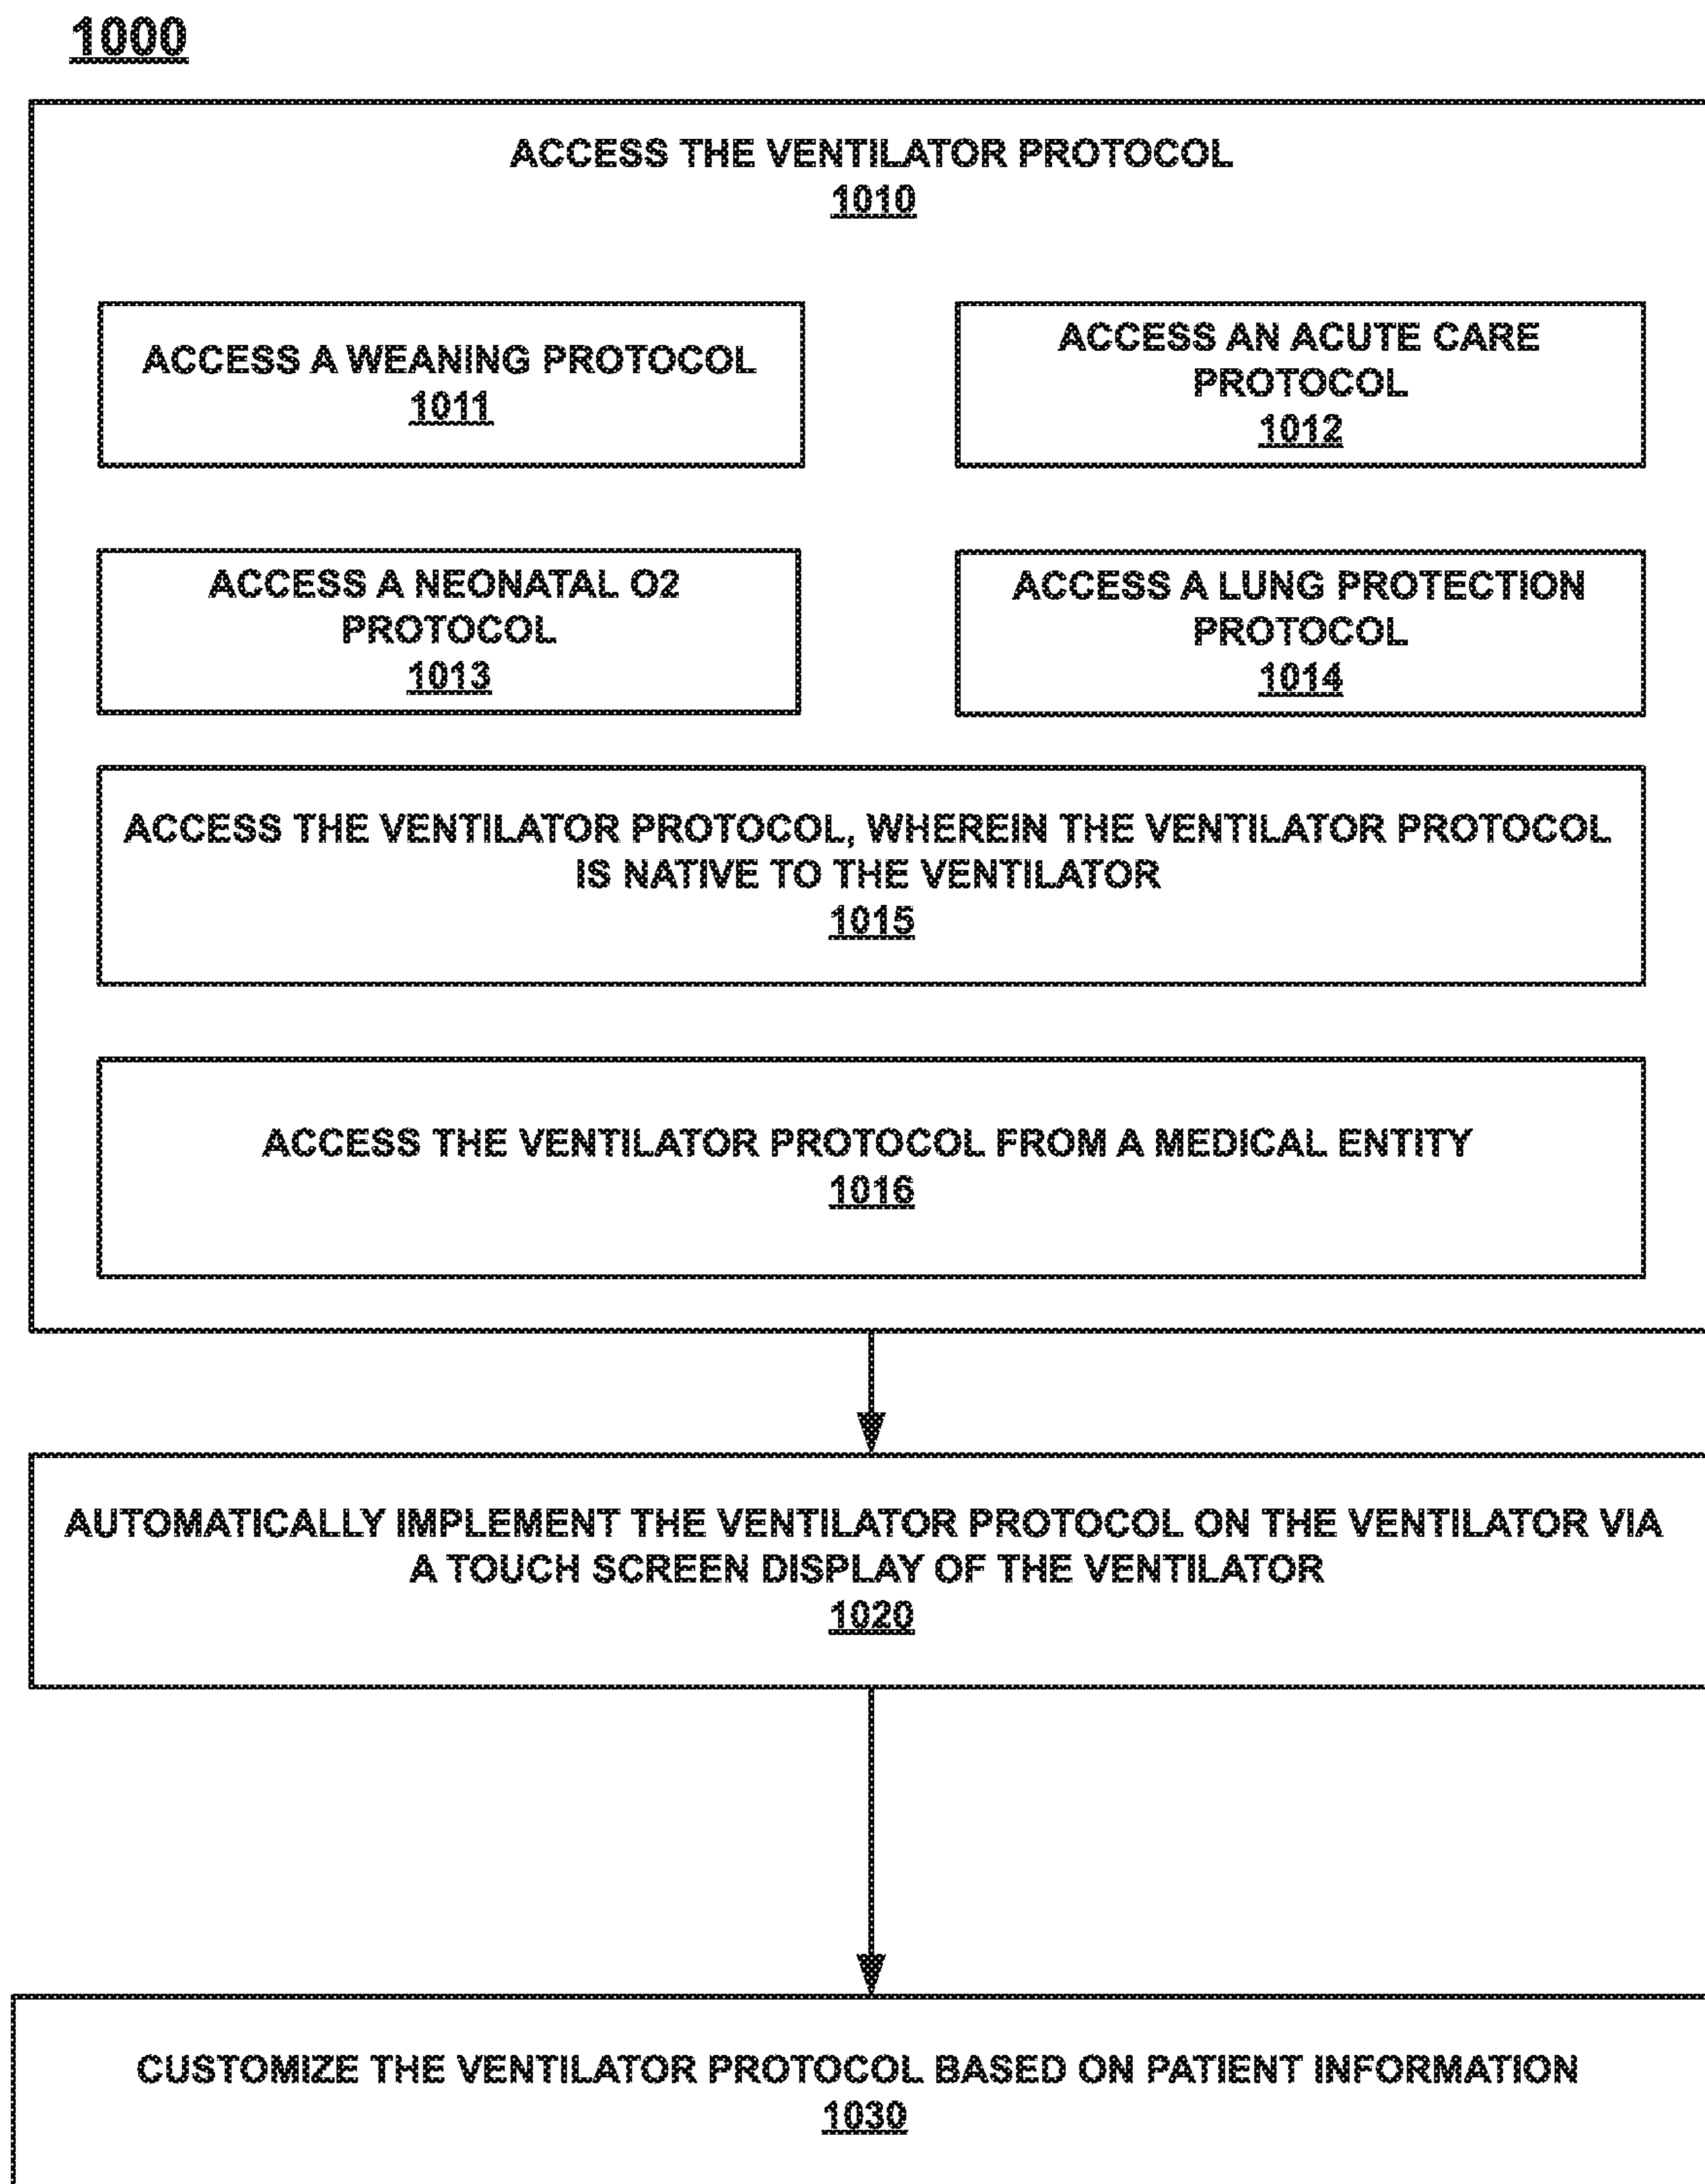 1000
ACCESS THE VENTILATOR PROTOCOL
1010
ACCESS A WEANING PROTOCOL
1011
ACCESS AN ACUTE CARE
PROTOCOL
1012
ACCESS A NEONATAL O2
PROTOCOL
1013
ACCESS A LUNG PROTECTION
PROTOCOL
1014
ACCESS THE VENTILATOR PROTOCOL, WHEREIN THE VENTILATOR PROTOCOL
IS NATIVE TO THE VENTILATOR
1015
ACCESS THE VENTILATOR PROTOCOL FROM A MEDICAL ENTITY
1016
AUTOMATICALLY IMPLEMENT THE VENTILATOR PROTOCOL ON THE VENTILATOR VIA
A TOUCH SCREEN DISPLAY OF THE VENTILATOR
1020
CUSTOMIZE THE VENTILATOR PROTOCOL BASED ON PATIENT INFORMATION
1030